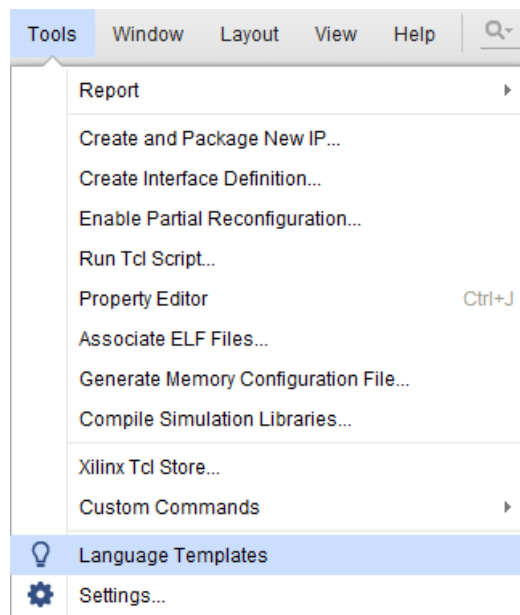 Tools Window Layout View Help
Report
Create and Package New IP...
Create Interface Definition...
Enable Partial Reconfiguration...
Run Tcl Script...
Property Editor Ctrl+J
Associate ELF Files...
Generate Memory Configuration File...
Compile Simulation Libraries...
Xilinx Tcl Store...
Custom Commands
Language Templates
Settings...